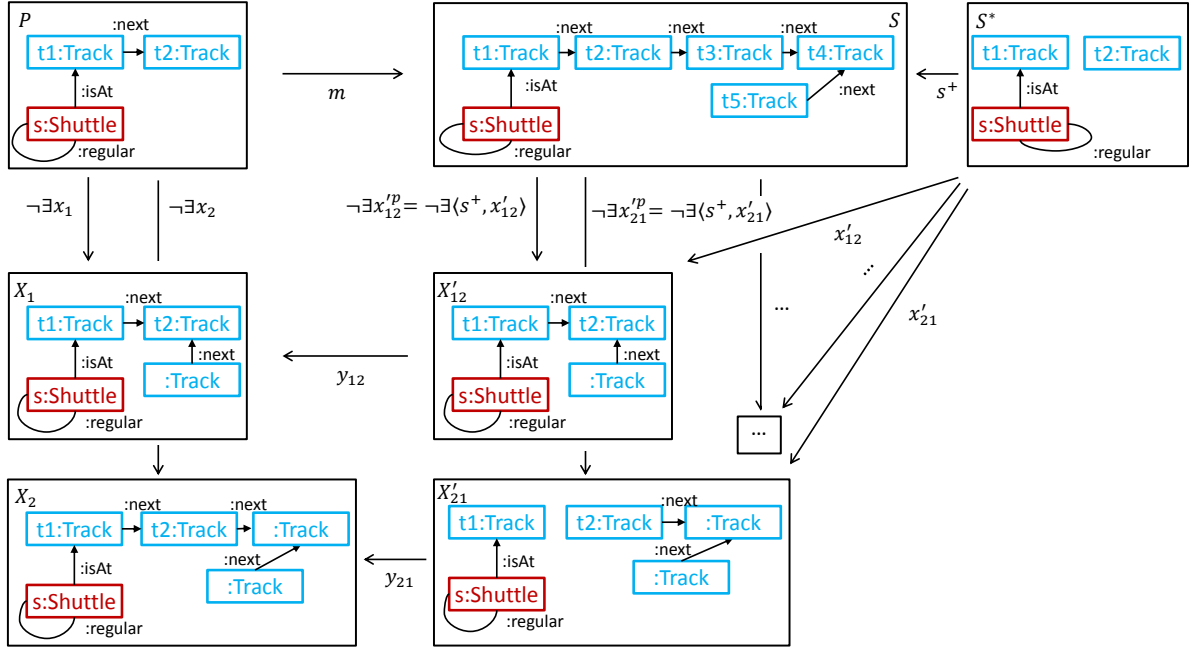 P
:next
t1:Track
t2:Track
:isAt
s:Shuttle
:regular
m
S
:next
:next
:next
t1:Track
t2:Track
t3:Track
t4:Track
:isAt
t5:Track
:next
s:Shuttle
:regular
s⁺
S*
t1:Track
t2:Track
:isAt
s:Shuttle
:regular
¬∃x₁
¬∃x₂
¬∃x′ᵖ₁₂ = ¬∃⟨s⁺, x′₁₂⟩
¬∃x′ᵖ₂₁ = ¬∃⟨s⁺, x′₂₁⟩
x′₁₂
...
x′₂₁
...
X₁
:next
t1:Track
t2:Track
:isAt
:next
:Track
s:Shuttle
:regular
y₁₂
X′₁₂
:next
t1:Track
t2:Track
:isAt
:next
:Track
s:Shuttle
:regular
...
X₂
:next
:next
t1:Track
t2:Track
:Track
:isAt
:next
:Track
s:Shuttle
:regular
y₂₁
X′₂₁
:next
t1:Track
t2:Track
:Track
:isAt
:next
:Track
s:Shuttle
:regular